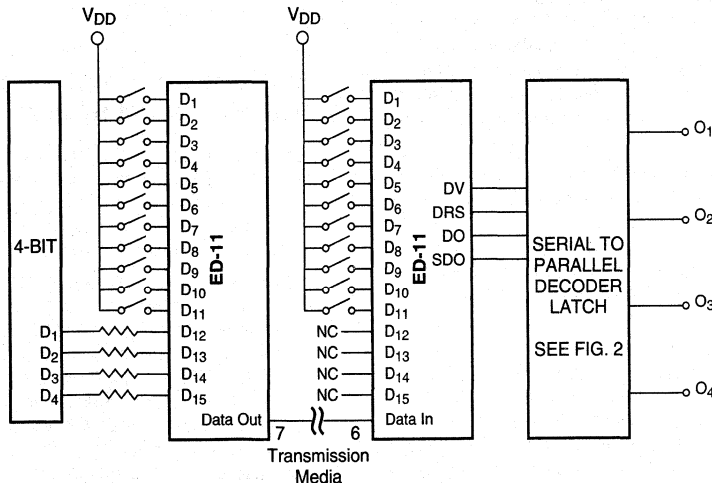 V_DD
V_DD
4-BIT
D1
D2
D3
D4
D1
D2
D3
D4
D5
D6
D7
D8
D9
D10
D11
D12
D13
D14
D15
ED-11
Data Out
7
Transmission
Media
6
NC
NC
NC
NC
D1
D2
D3
D4
D5
D6
D7
D8
D9
D10
D11
D12
D13
D14
D15
ED-11
Data In
DV
DRS
DO
SDO
SERIAL TO
PARALLEL
DECODER
LATCH
SEE FIG. 2
O1
O2
O3
O4